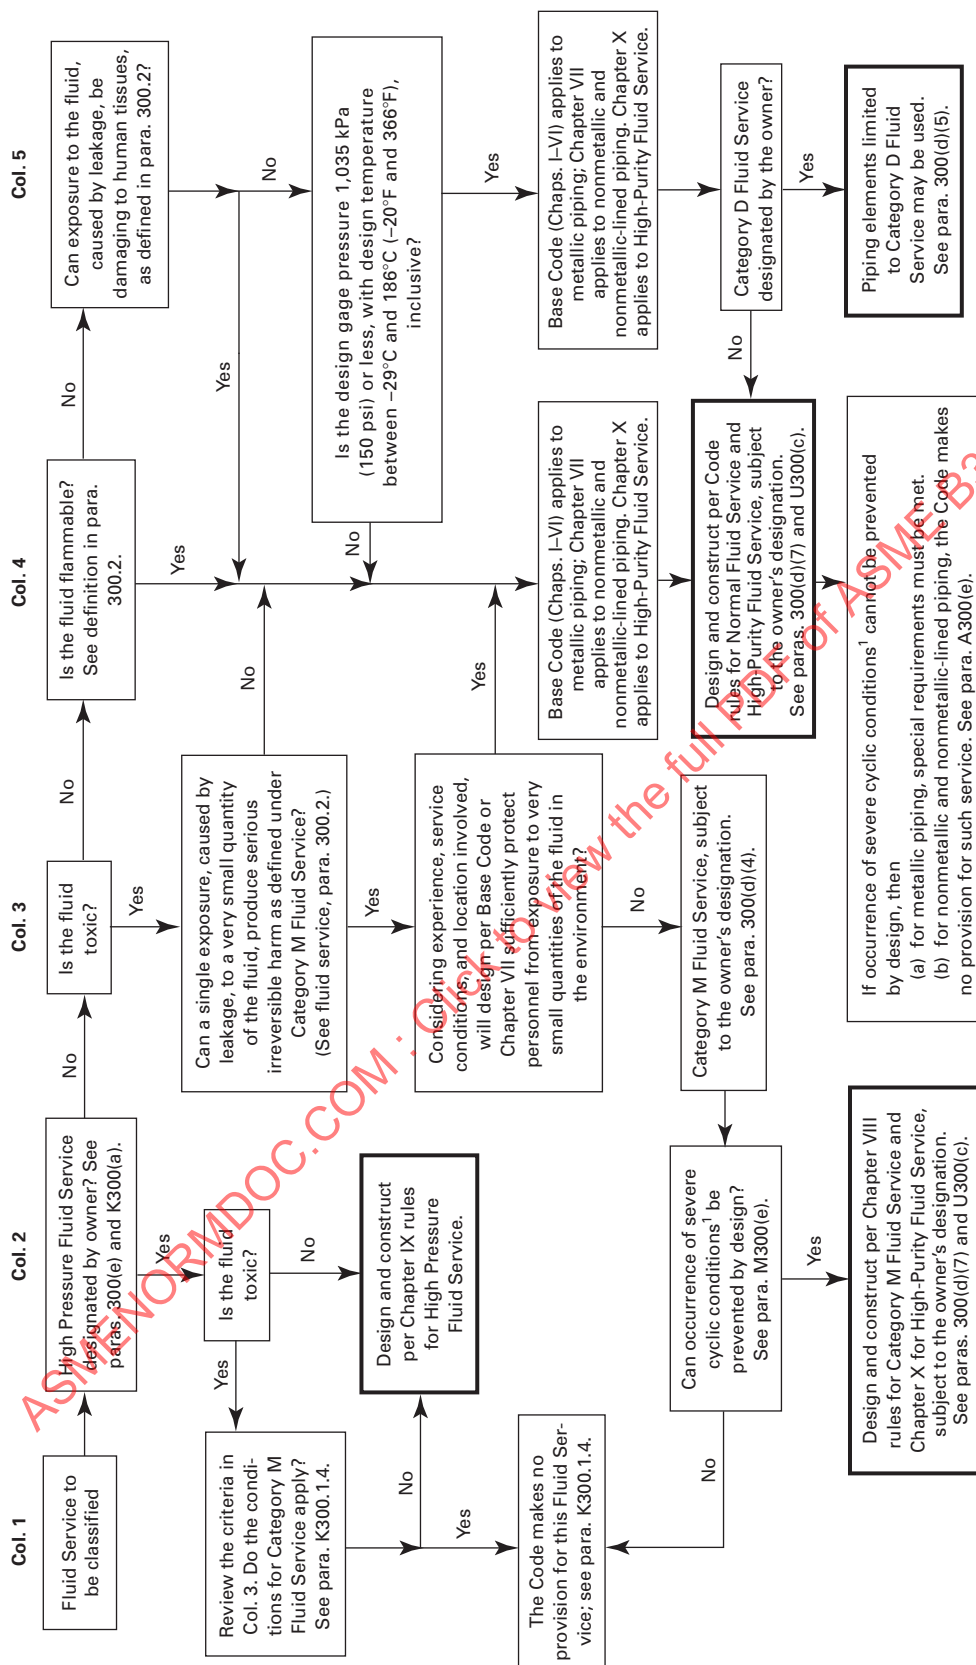 Col. 1
Col. 2
Col. 3
Col. 4
Col. 5
Fluid Service to
be classified
High Pressure Fluid Service
designated by owner? See
paras. 300(e) and K300(a).
No
Is the fluid
toxic?
No
Is the fluid flammable?
See definition in para.
300.2.
No
Can exposure to the fluid,
caused by leakage, be
damaging to human tissues,
as defined in para. 300.2?
Yes
Yes
Yes
Yes
No
Review the criteria in
Col. 3. Do the condi-
tions for Category M
Fluid Service apply?
See para. K300.1.4.
Yes
Is the fluid
toxic?
No
Can a single exposure, caused by
leakage, to a very small quantity
of the fluid, produce serious
irreversible harm as defined under
Category M Fluid Service?
(See fluid service, para. 300.2.)
No
Yes
Is the design gage pressure 1,035 kPa
(150 psi) or less, with design temperature
between −29°C and 186°C (−20°F and 366°F),
inclusive?
No
Yes
No
Yes
Design and construct
per Chapter IX rules
for High Pressure
Fluid Service.
Considering experience, service
conditions, and location involved,
will design per Base Code or
Chapter VII sufficiently protect
personnel from exposure to very
small quantities of the fluid in
the environment?
Yes
No
The Code makes no
provision for this Fluid Ser-
vice; see para. K300.1.4.
Base Code (Chaps. I–VI) applies to
metallic piping; Chapter VII
applies to nonmetallic and
nonmetallic-lined piping. Chapter X
applies to High-Purity Fluid Service.
Base Code (Chaps. I–VI) applies to
metallic piping; Chapter VII
applies to nonmetallic and
nonmetallic-lined piping. Chapter X
applies to High-Purity Fluid Service.
No
Can occurrence of severe
cyclic conditions1 be
prevented by design?
See para. M300(e).
Yes
Category M Fluid Service, subject
to the owner's designation.
See para. 300(d)(4).
Design and construct per Code
rules for Normal Fluid Service and
High-Purity Fluid Service, subject
to the owner's designation.
See paras. 300(d)(7) and U300(c).
No
Category D Fluid Service
designated by the owner?
Yes
Design and construct per Chapter VIII
rules for Category M Fluid Service and
Chapter X for High-Purity Fluid Service,
subject to the owner's designation.
See paras. 300(d)(7) and U300(c).
If occurrence of severe cyclic conditions1 cannot be prevented
by design, then
(a) for metallic piping, special requirements must be met.
(b) for nonmetallic and nonmetallic-lined piping, the Code makes
no provision for such service. See para. A300(e).
Piping elements limited
to Category D Fluid
Service may be used.
See para. 300(d)(5).
ASMENORMDOC.COM : Click to view the full PDF of ASME B3